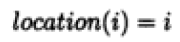 location(i) = i